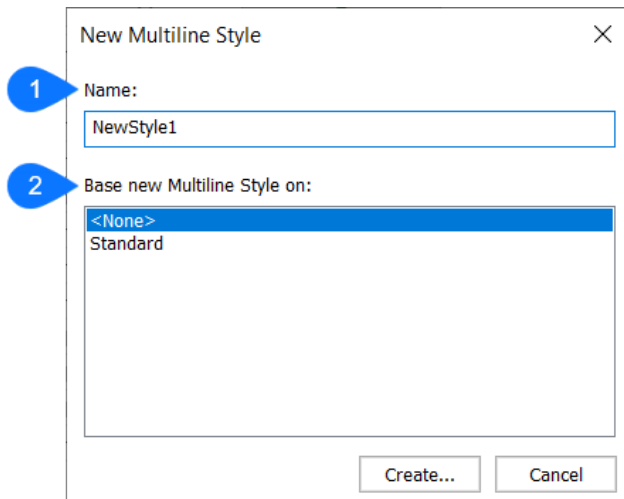 New Multiline Style
1
Name:
NewStyle1
2
Base new Multiline Style on:
<None>
Standard
Create...
Cancel